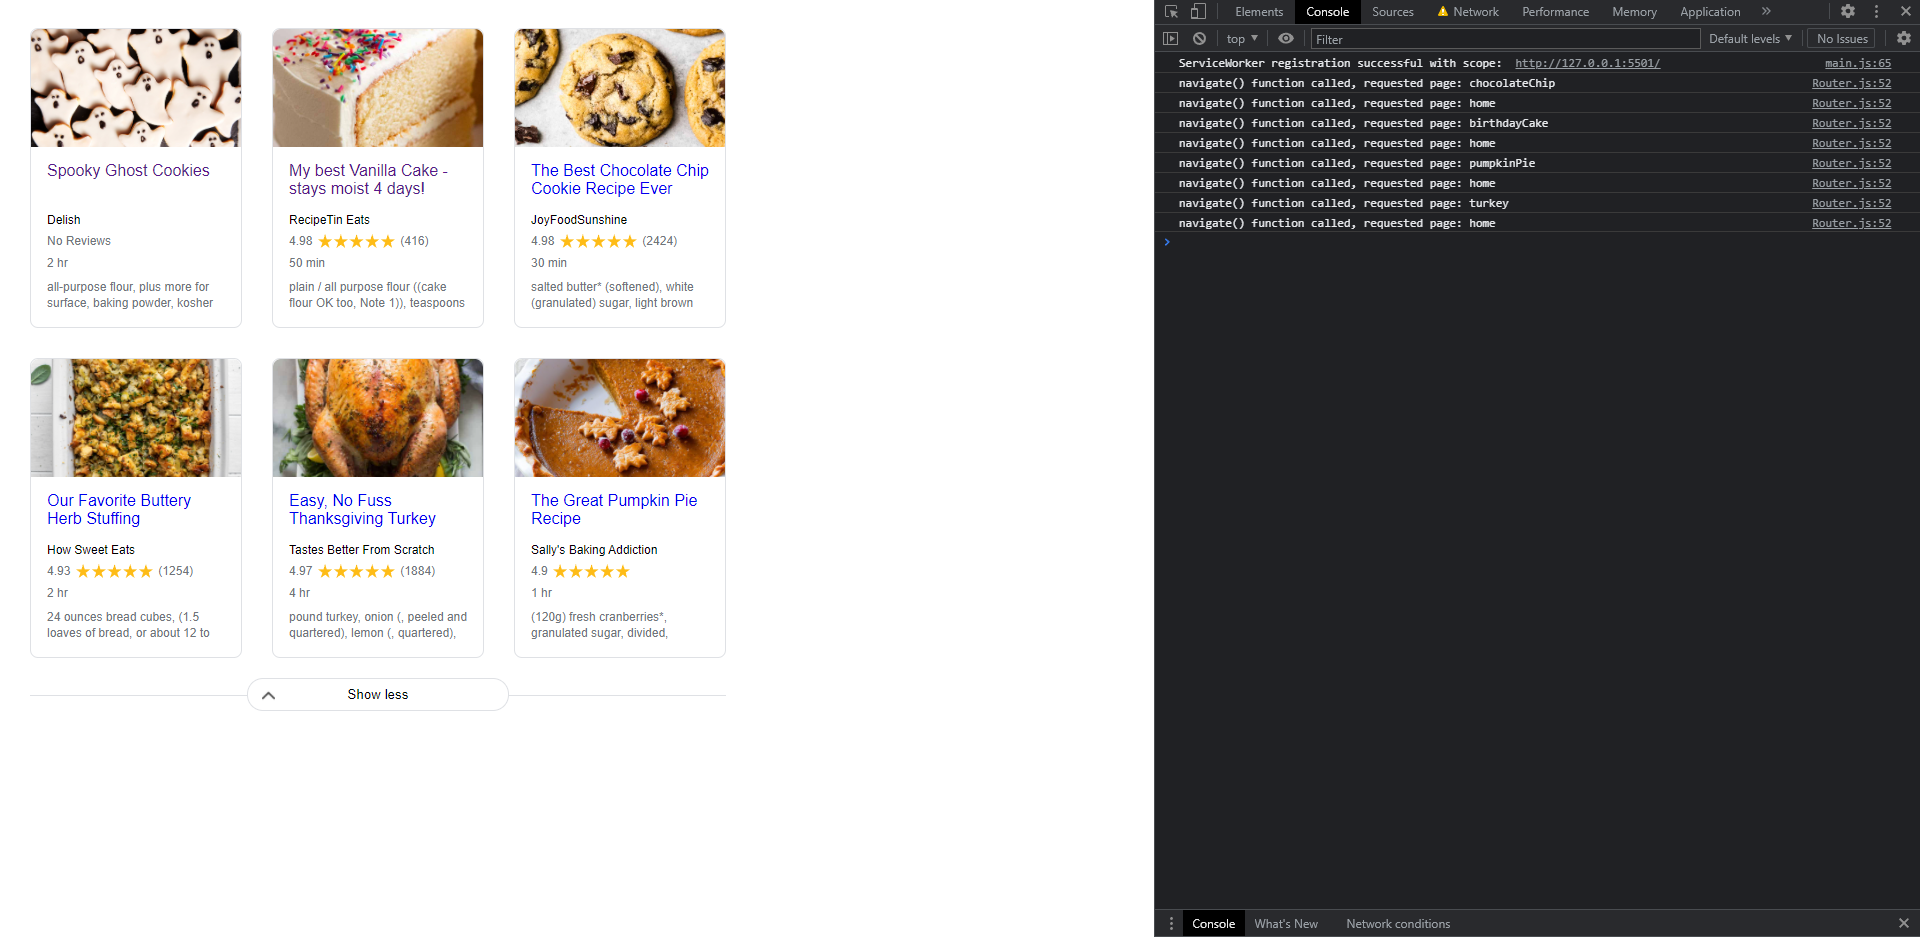 Spooky Ghost Cookies
Delish
No Reviews
2 hr
all-purpose flour, plus more for
surface, baking powder, kosher
My best Vanilla Cake -
stays moist 4 days!
RecipeTin Eats
4.98 ★★★★★ (416)
50 min
plain / all purpose flour ((cake
flour OK too, Note 1)), teaspoons
The Best Chocolate Chip
Cookie Recipe Ever
JoyFoodSunshine
4.98 ★★★★★ (2424)
30 min
salted butter* (softened), white
(granulated) sugar, light brown
Our Favorite Buttery
Herb Stuffing
How Sweet Eats
4.93 ★★★★★ (1254)
2 hr
24 ounces bread cubes, (1.5
loaves of bread, or about 12 to
Easy, No Fuss
Thanksgiving Turkey
Tastes Better From Scratch
4.97 ★★★★★ (1884)
4 hr
pound turkey, onion (, peeled and
quartered), lemon (, quartered),
The Great Pumpkin Pie
Recipe
Sally's Baking Addiction
4.9 ★★★★★
1 hr
(120g) fresh cranberries*,
granulated sugar, divided,
Show less
Elements Console Sources Network Performance Memory Application
top Filter Default levels No Issues
ServiceWorker registration successful with scope: http://127.0.0.1:5501/ main.js:65
navigate() function called, requested page: chocolateChip Router.js:52
navigate() function called, requested page: home Router.js:52
navigate() function called, requested page: birthdayCake Router.js:52
navigate() function called, requested page: home Router.js:52
navigate() function called, requested page: pumpkinPie Router.js:52
navigate() function called, requested page: home Router.js:52
navigate() function called, requested page: turkey Router.js:52
navigate() function called, requested page: home Router.js:52
Console What's New Network conditions